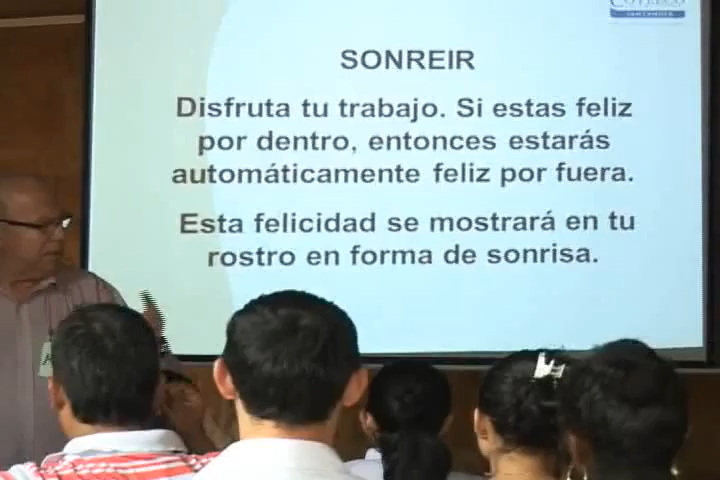 SONREIR
Disfruta tu trabajo. Si estas feliz
por dentro, entonces estarás
automáticamente feliz por fuera.
Esta felicidad se mostrará en tu
rostro en forma de sonrisa.